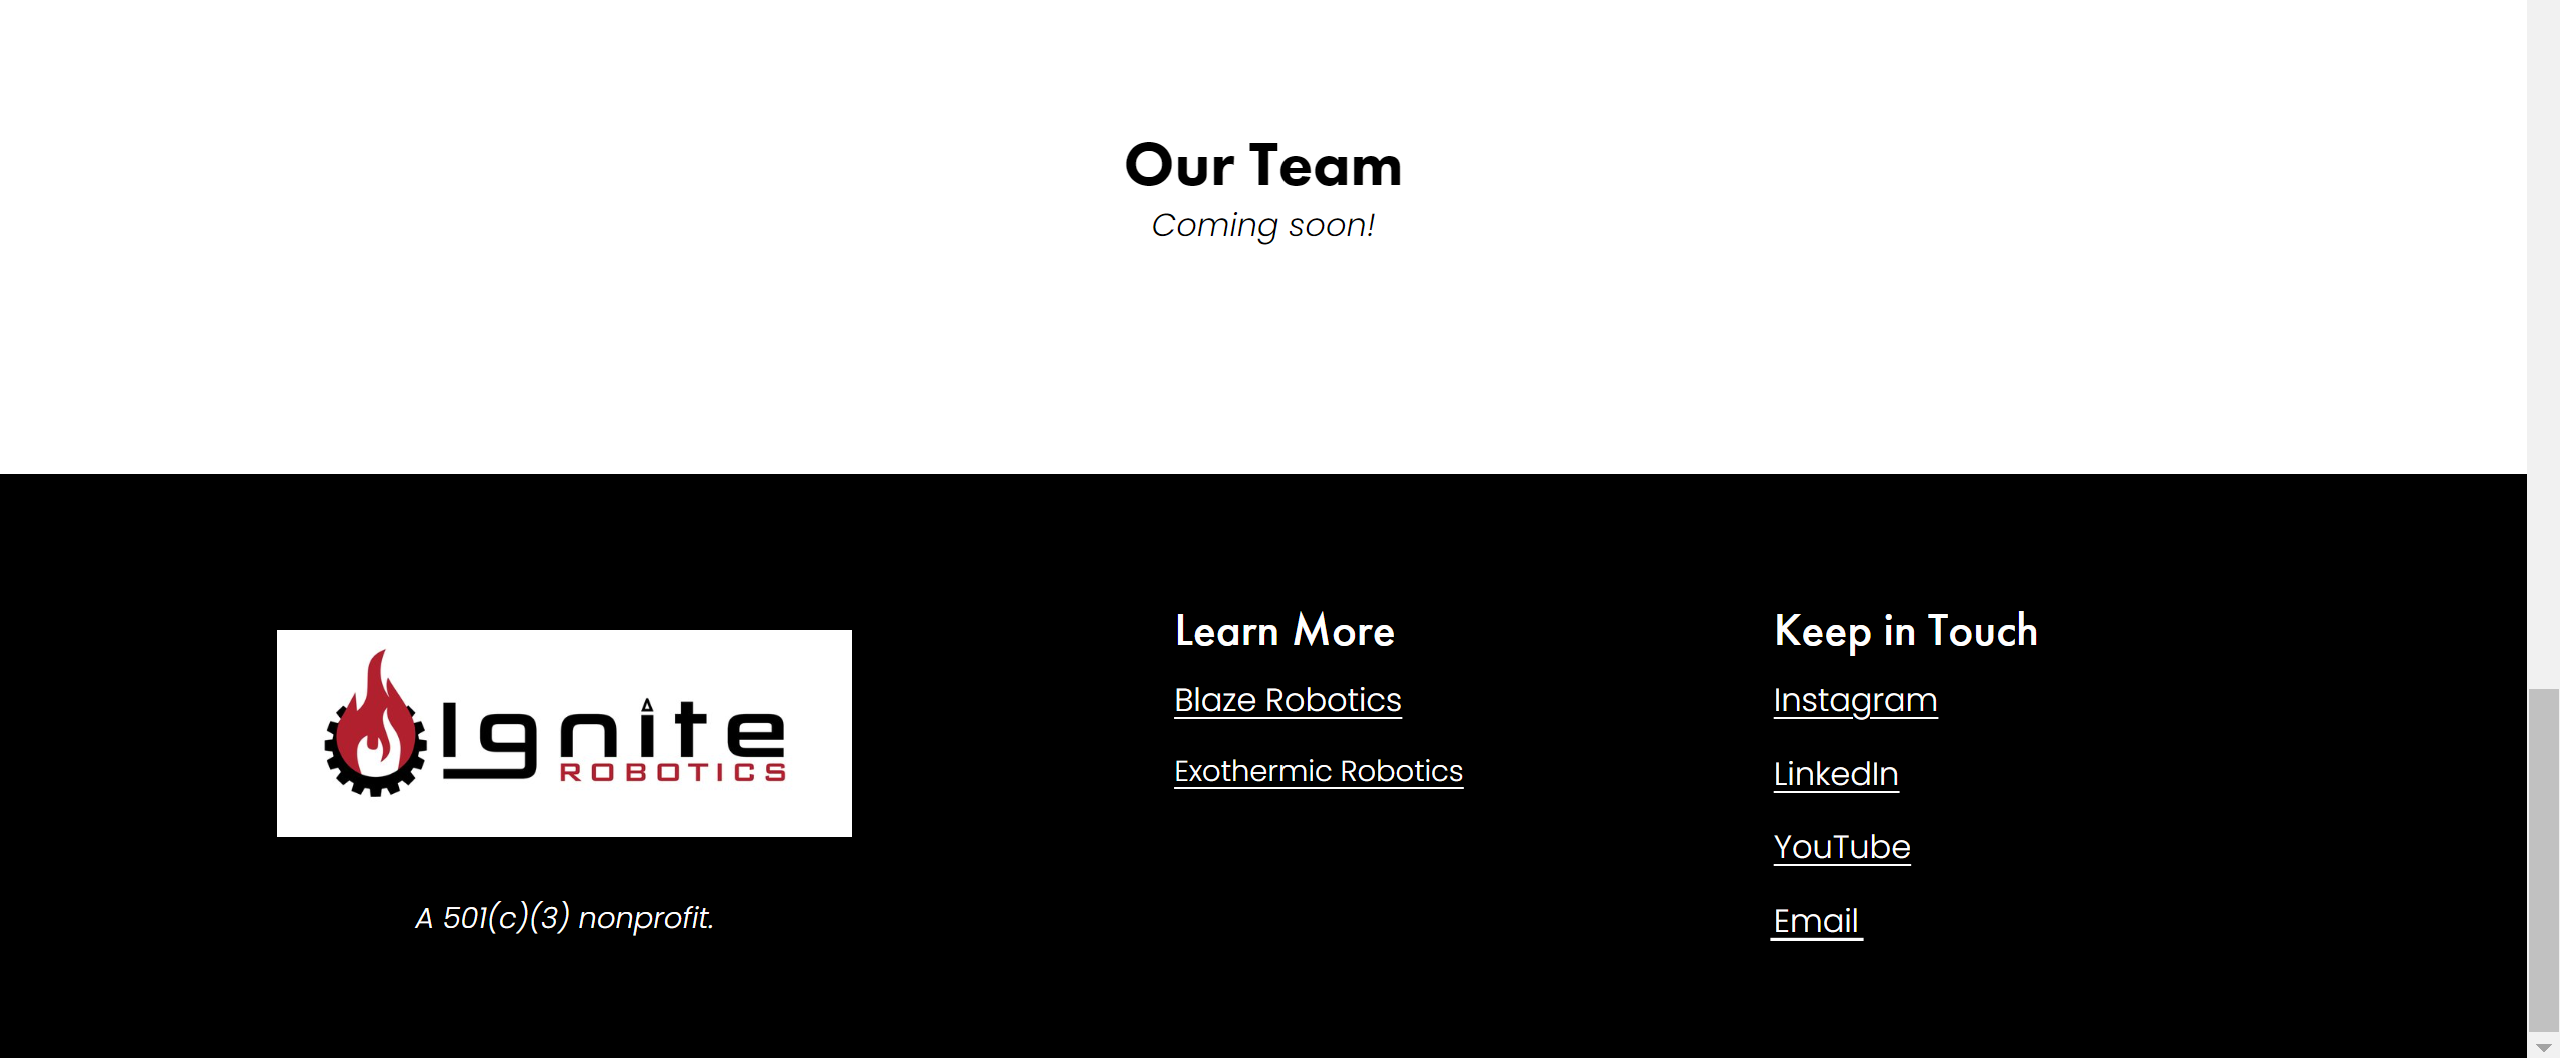 Our Team
Coming soon!
Ignite
ROBOTICS
A 501(c)(3) nonprofit.
Learn More
Blaze Robotics
Exothermic Robotics
Keep in Touch
Instagram
LinkedIn
YouTube
Email